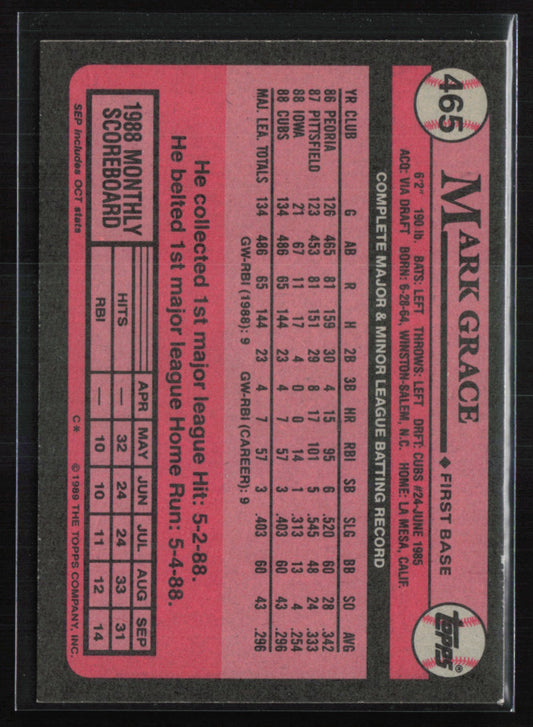 465
MARK GRACE ◆ FIRST BASE
topps®
6'2" 190 lb. BATS: LEFT THROWS: LEFT DRFT: CUBS #24-JUNE 1985
ACQ: VIA DRAFT BORN: 6-28-64, WINSTON-SALEM, N.C. HOME: LA MESA, CALIF.
COMPLETE MAJOR & MINOR LEAGUE BATTING RECORD
YR CLUB G AB R H 2B 3B HR RBI SB SLG BB SO AVG
86 PEORIA 126 465 81 159 30 4 15 95 6 .520 60 28 .342
87 PITTSFIELD 123 453 81 151 29 8 17 101 5 .545 48 24 .333
88 IOWA 21 67 11 17 4 0 0 14 1 .313 13 4 .254
88 CUBS 134 486 65 144 23 4 7 57 3 .403 60 43 .296
MAJ. LEA. TOTALS 134 486 65 144 23 4 7 57 3 .403 60 43 .296
GW-RBI (1988): 9 GW-RBI (CAREER): 9
He collected 1st major league Hit: 5-2-88.
He belted 1st major league Home Run: 5-4-88.
1988 MONTHLY
SCOREBOARD
APR MAY JUN JUL AUG SEP
HITS — 32 24 24 33 31
RBI — 10 10 11 12 14
SEP includes OCT stats
C* © 1989 THE TOPPS COMPANY, INC.